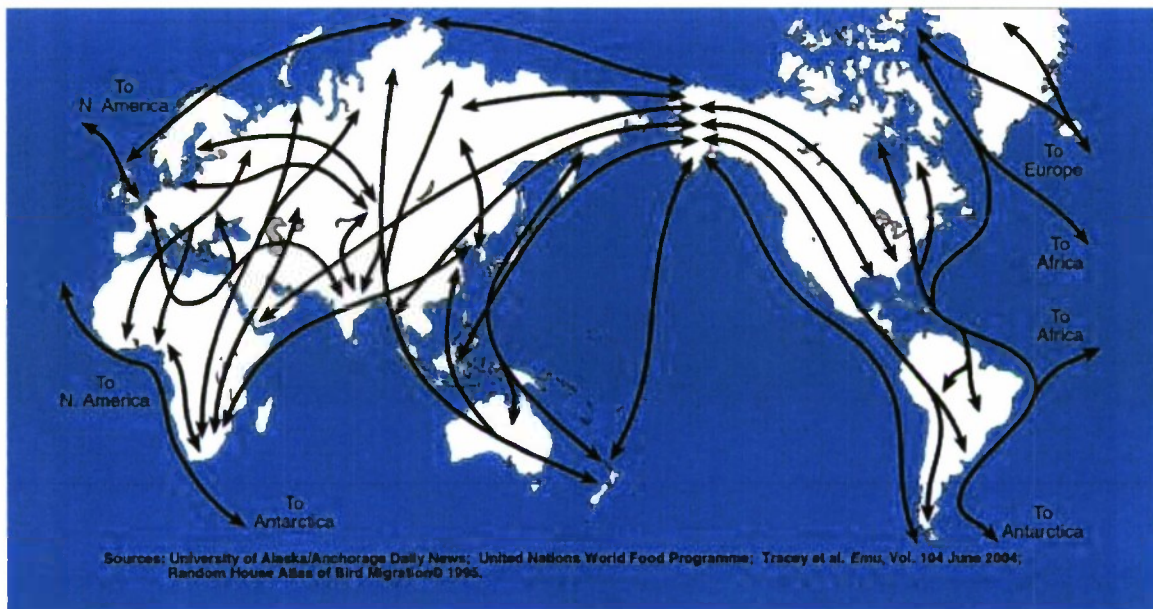 To
N. America
To
Europe
To
Africa
To
Africa
To
N. America
To
Antarctica
To
Antarctica
Sources: University of Alaska/Anchorage Daily News; United Nations World Food Programme; Tracey et al. Emu, Vol. 104 June 2004;
Random House Atlas of Bird Migration© 1995.